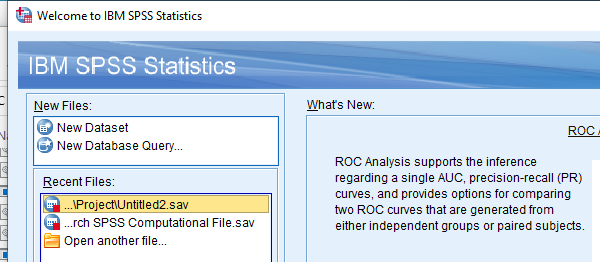 Welcome to IBM SPSS Statistics
IBM SPSS Statistics
New Files:
New Dataset
New Database Query...
Recent Files:
...\Project\Untitled2.sav
...rch SPSS Computational File.sav
Open another file...
What's New:
ROC A
ROC Analysis supports the inference
regarding a single AUC, precision-recall (PR)
curves, and provides options for comparing
two ROC curves that are generated from
either independent groups or paired subjects.